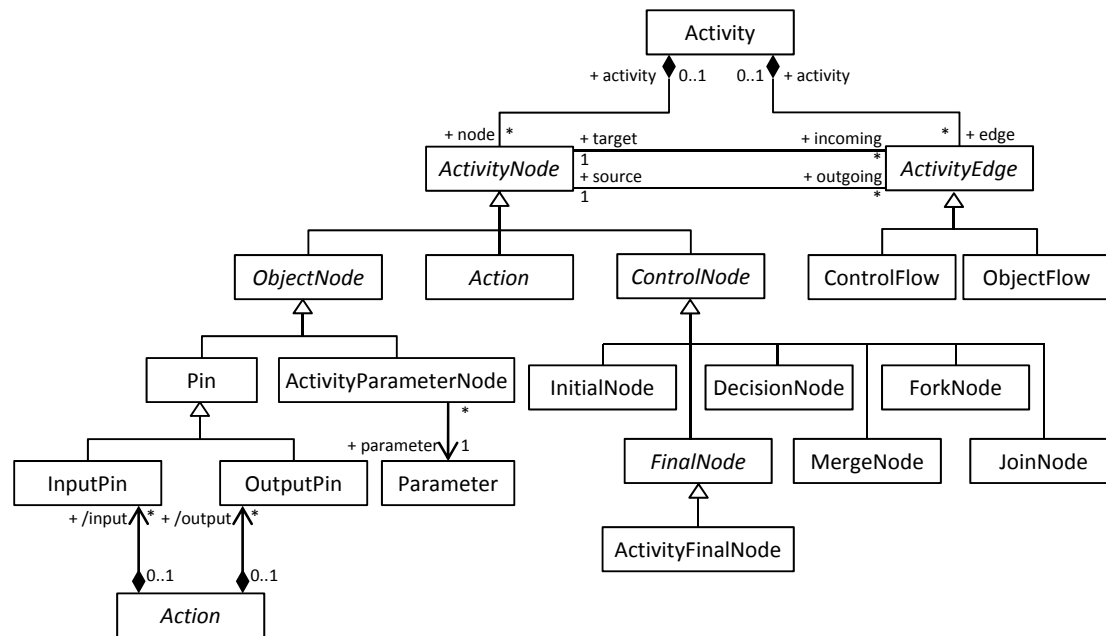 Activity
+ activity 0..1 0..1 + activity
+ node * + target + incoming * + edge
1 *
ActivityNode ActivityEdge
+ source + outgoing
1 *
ObjectNode Action ControlNode ControlFlow ObjectFlow
Pin ActivityParameterNode InitialNode DecisionNode ForkNode
*
+ parameter 1
InputPin OutputPin Parameter FinalNode MergeNode JoinNode
+ /input * + /output *
ActivityFinalNode
0..1 0..1
Action